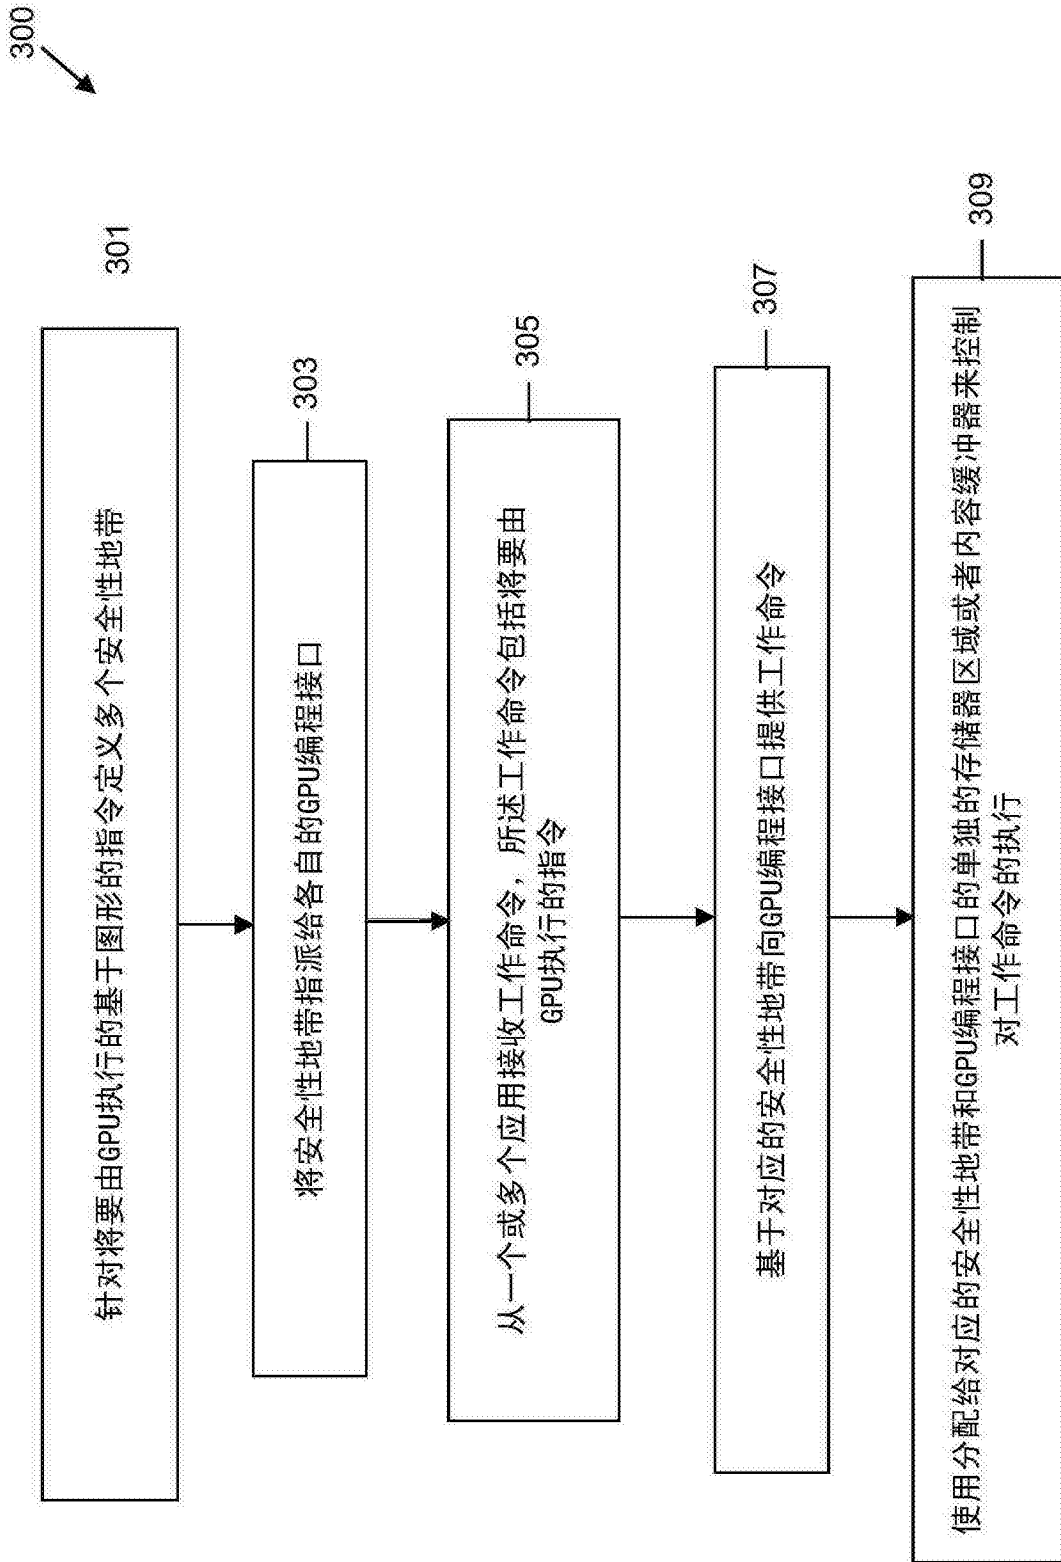 300
301
针对将要由GPU执行的基于图形的指令定义多个安全性地带
303
将安全性地带指派给各自的GPU编程接口
305
从一个或多个应用接收工作命令，所述工作命令包括将要由
GPU执行的指令
307
基于对应的安全性地带向GPU编程接口提供工作命令
309
使用分配给对应的安全性地带和GPU编程接口的单独的存储器区域或者内容缓冲器来控制
对工作命令的执行